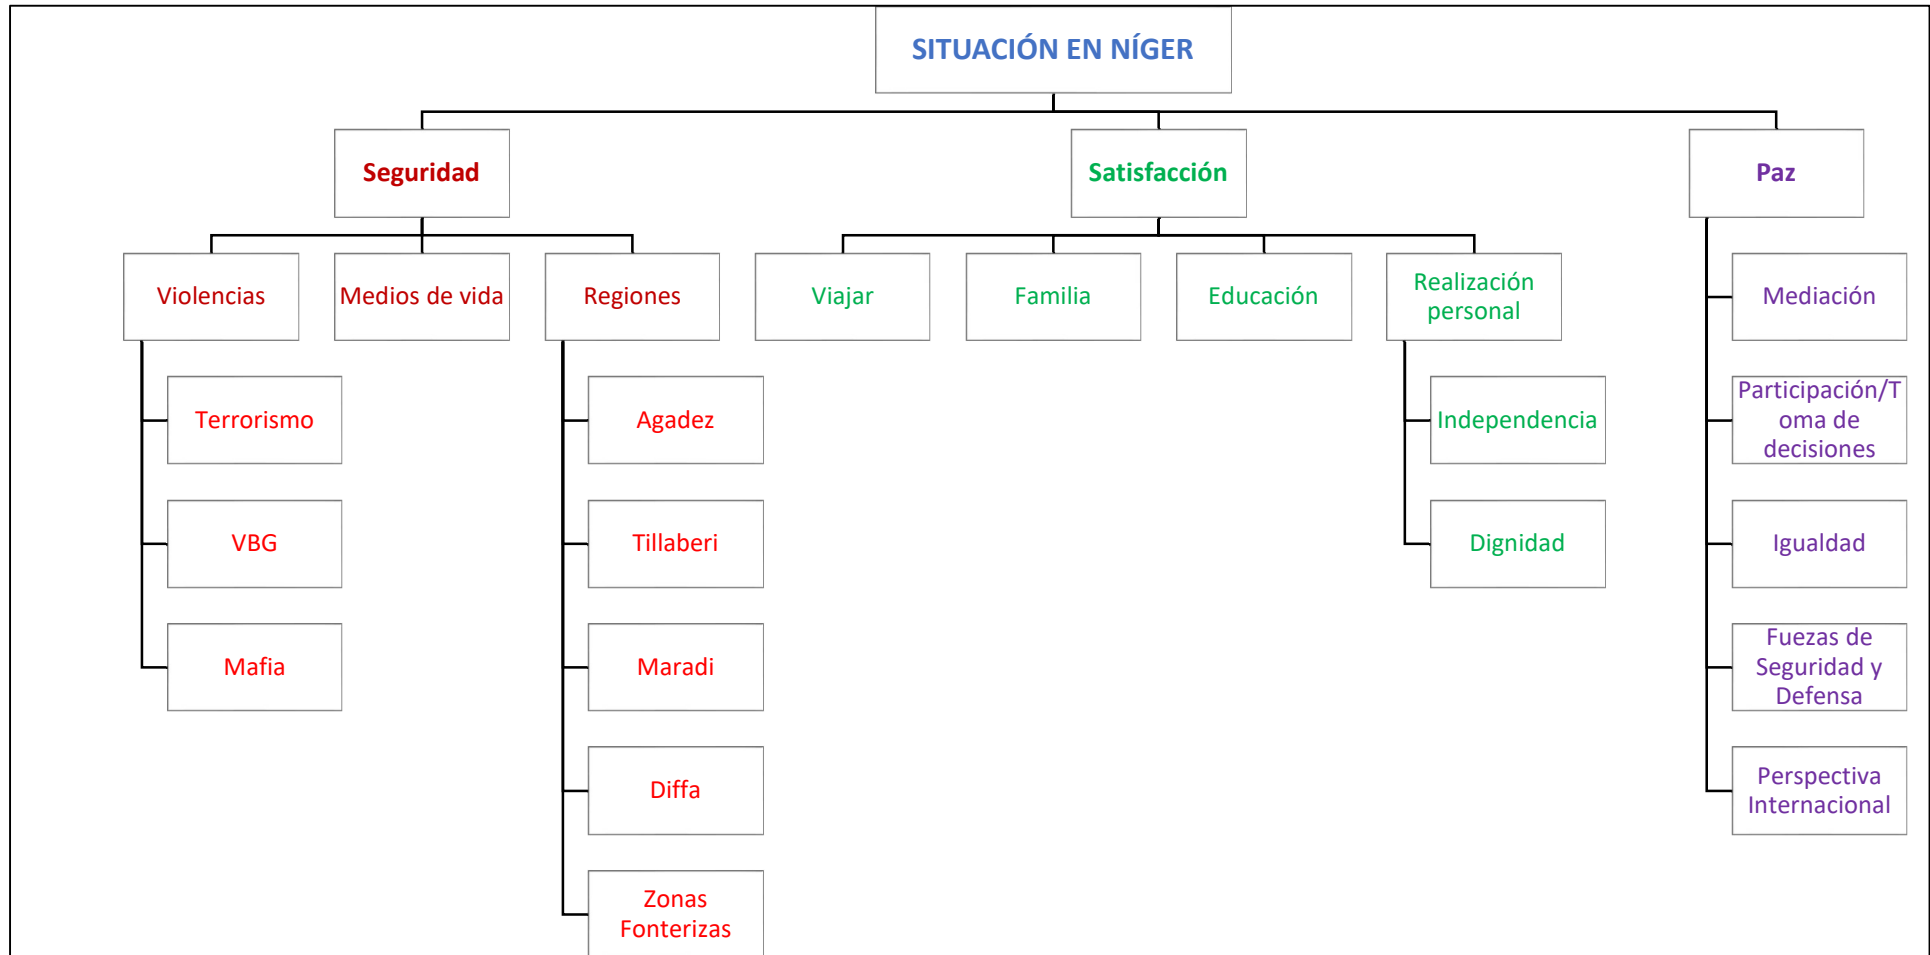 SITUACIÓN EN NÍGER
Seguridad
Satisfacción
Paz
Violencias
Medios de vida
Regiones
Viajar
Familia
Educación
Realización
personal
Mediación
Terrorismo
Agadez
Independencia
Participación/T
oma de
decisiones
VBG
Tillaberi
Dignidad
Igualdad
Mafia
Maradi
Fuezas de
Seguridad y
Defensa
Diffa
Perspectiva
Internacional
Zonas
Fonterizas